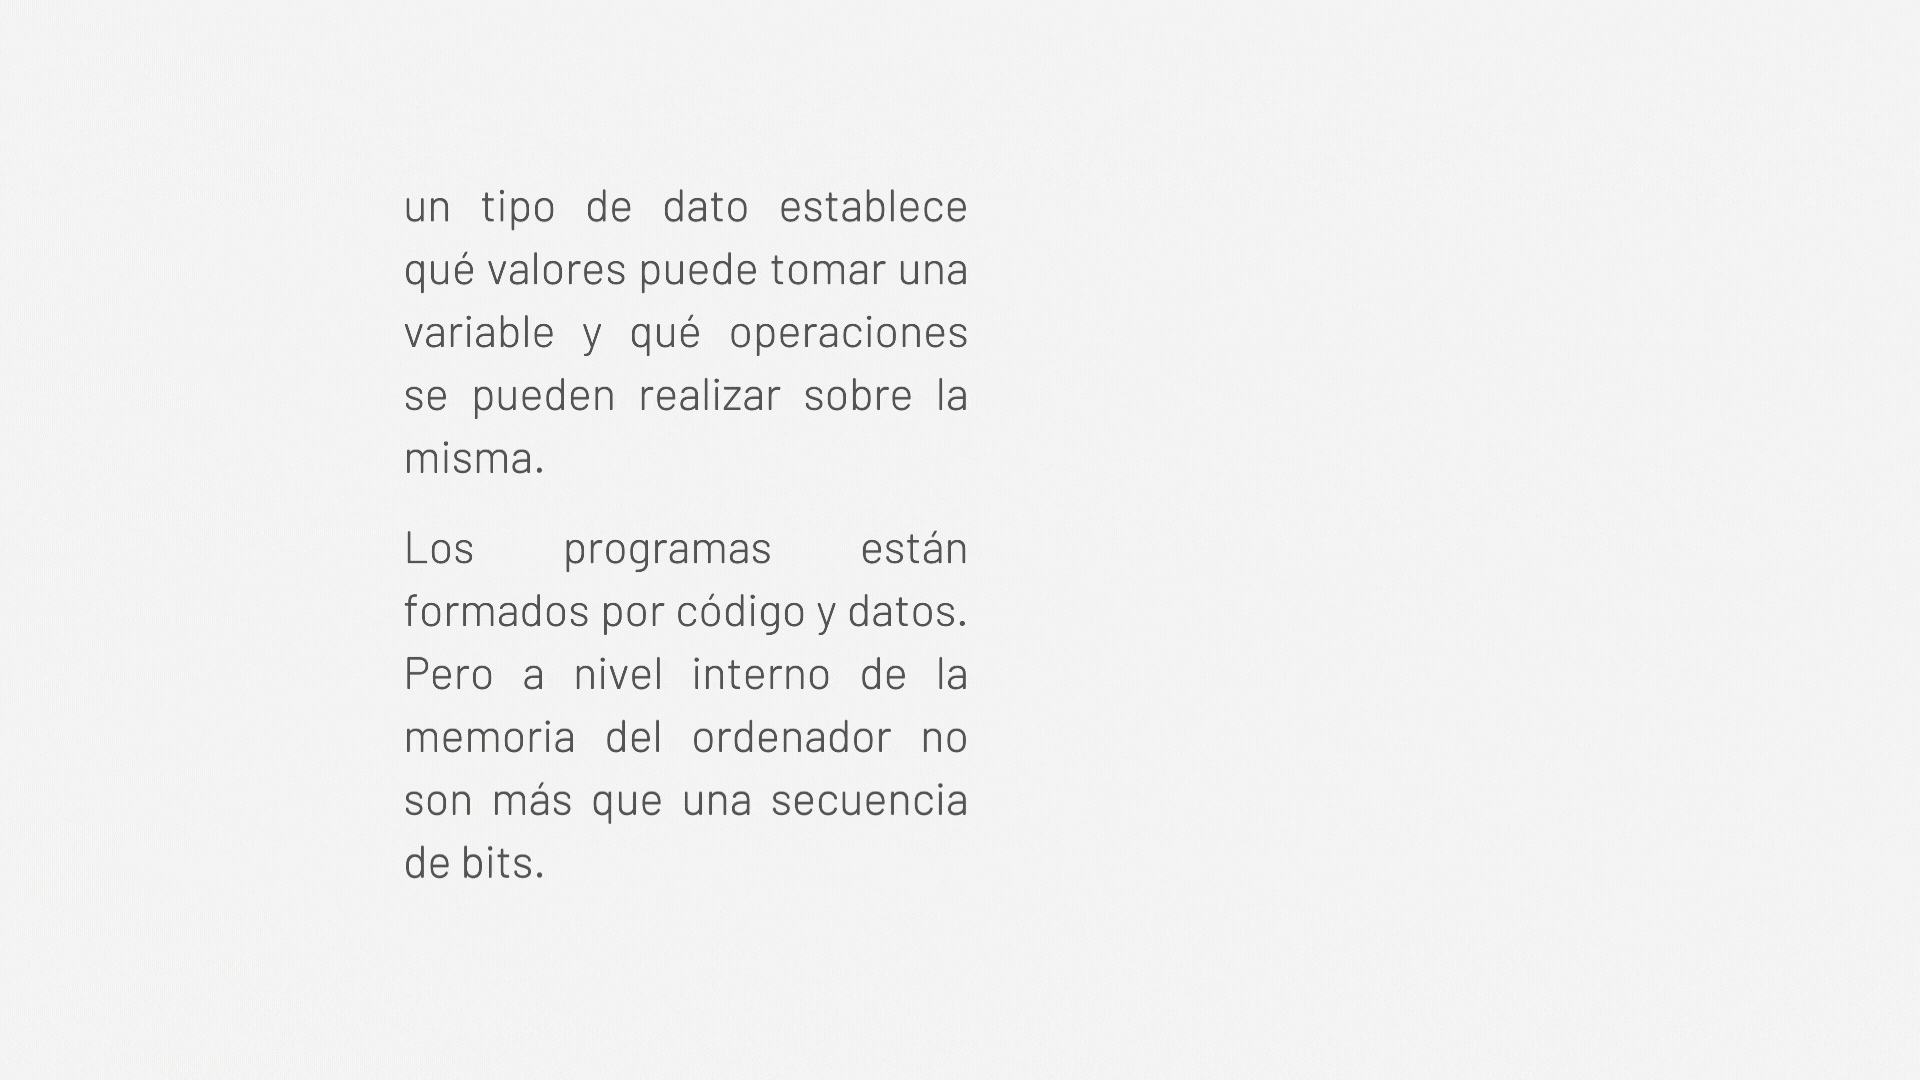 un tipo de dato establece
qué valores puede tomar una
variable y qué operaciones
se pueden realizar sobre la
misma.
Los programas están
formados por código y datos.
Pero a nivel interno de la
memoria del ordenador no
son más que una secuencia
de bits.